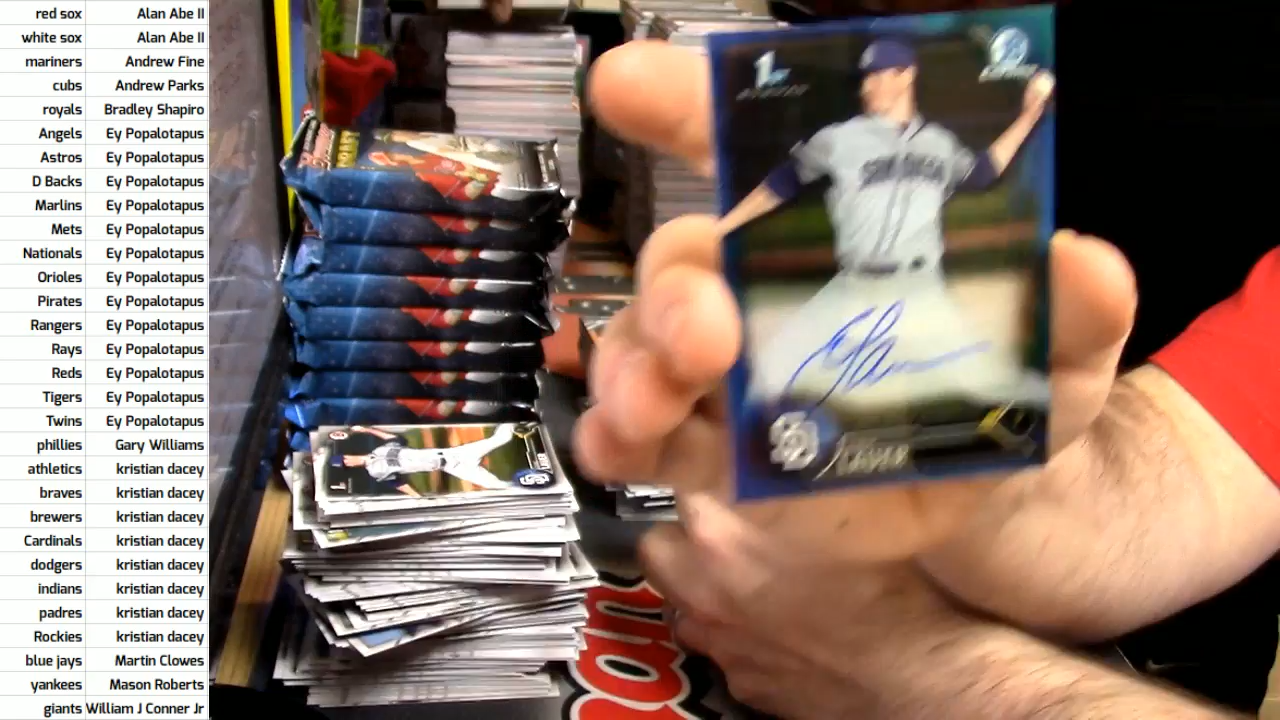 red sox Alan Abe II
white sox Alan Abe II
mariners Andrew Fine
cubs Andrew Parks
royals Bradley Shapiro
Angels Ey Popalotapus
Astros Ey Popalotapus
D Backs Ey Popalotapus
Marlins Ey Popalotapus
Mets Ey Popalotapus
Nationals Ey Popalotapus
Orioles Ey Popalotapus
Pirates Ey Popalotapus
Rangers Ey Popalotapus
Rays Ey Popalotapus
Reds Ey Popalotapus
Tigers Ey Popalotapus
Twins Ey Popalotapus
phillies Gary Williams
athletics kristian dacey
braves kristian dacey
brewers kristian dacey
Cardinals kristian dacey
dodgers kristian dacey
indians kristian dacey
padres kristian dacey
Rockies kristian dacey
blue jays Martin Clowes
yankees Mason Roberts
giants William J Conner Jr
1st
SAN DIEGO
SD
LAUER